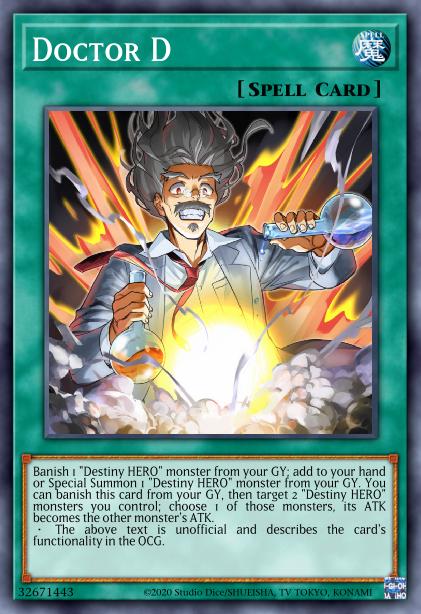 Doctor D
SPELL
魔
[Spell Card]
Banish 1 "Destiny HERO" monster from your GY; add to your hand
or Special Summon 1 "Destiny HERO" monster from your GY. You
can banish this card from your GY, then target 2 "Destiny HERO"
monsters you control; choose 1 of those monsters, its ATK
becomes the other monster's ATK.
· The above text is unofficial and describes the card's
functionality in the OCG.
32671443 ©2020 Studio Dice/SHUEISHA, TV TOKYO, KONAMI